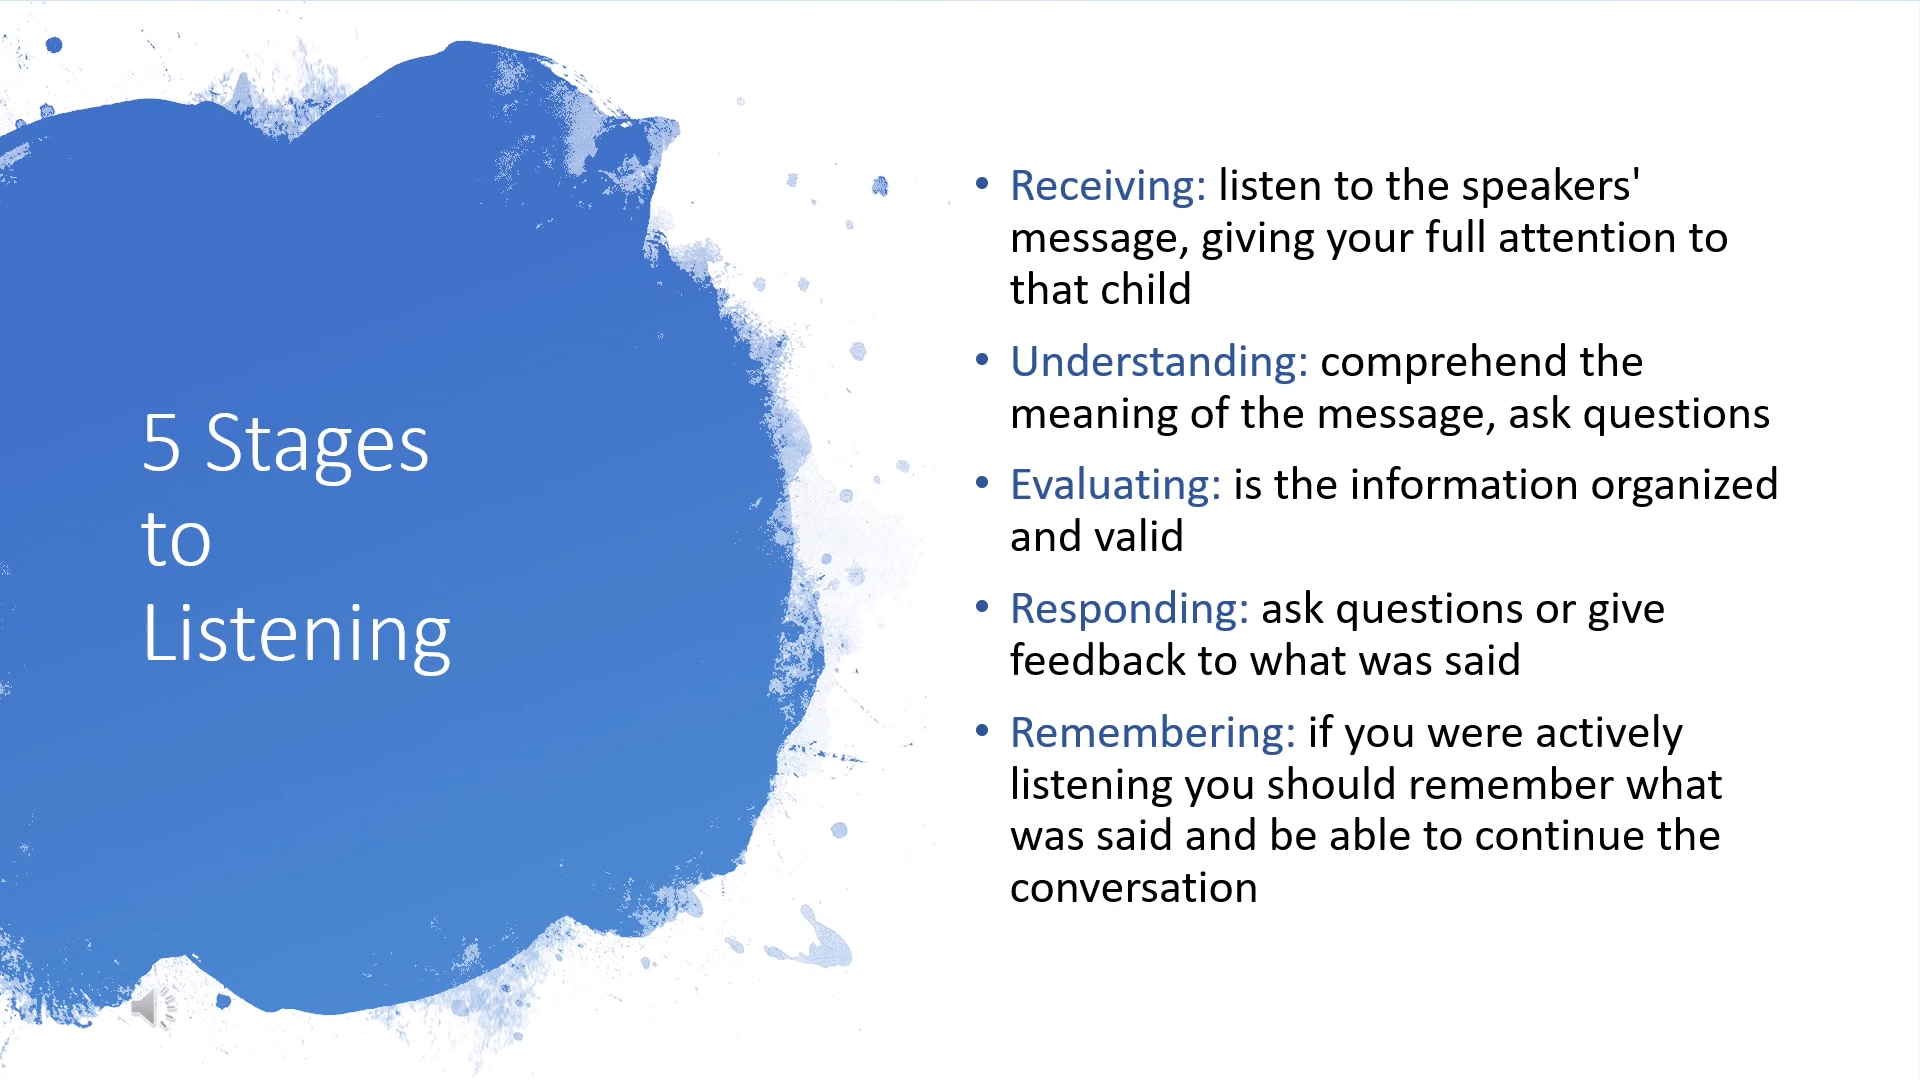 5 Stages
to
Listening
• Receiving: listen to the speakers'
message, giving your full attention to
that child
• Understanding: comprehend the
meaning of the message, ask questions
• Evaluating: is the information organized
and valid
• Responding: ask questions or give
feedback to what was said
• Remembering: if you were actively
listening you should remember what
was said and be able to continue the
conversation